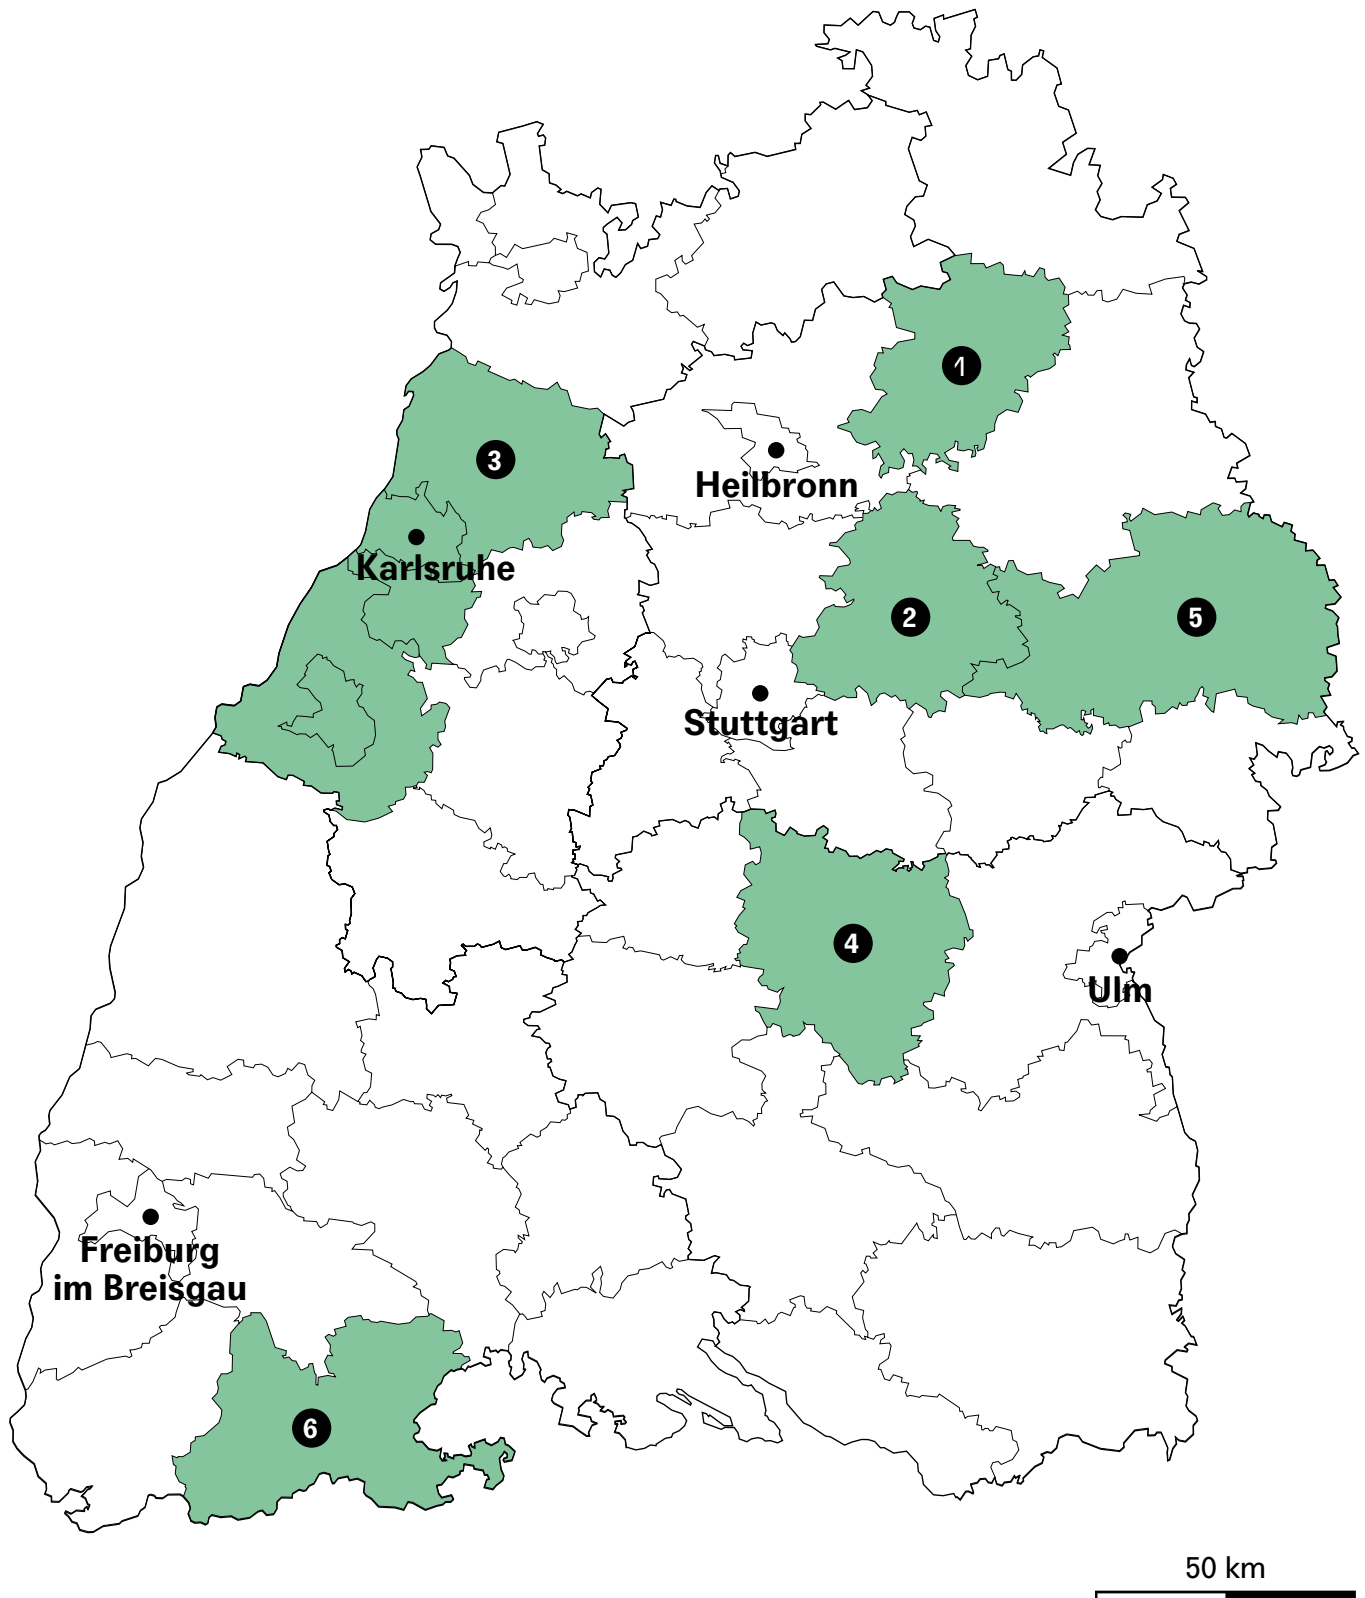 1
3
Heilbronn
Karlsruhe
2
5
Stuttgart
4
Ulm
Freiburg
im Breisgau
6
50 km